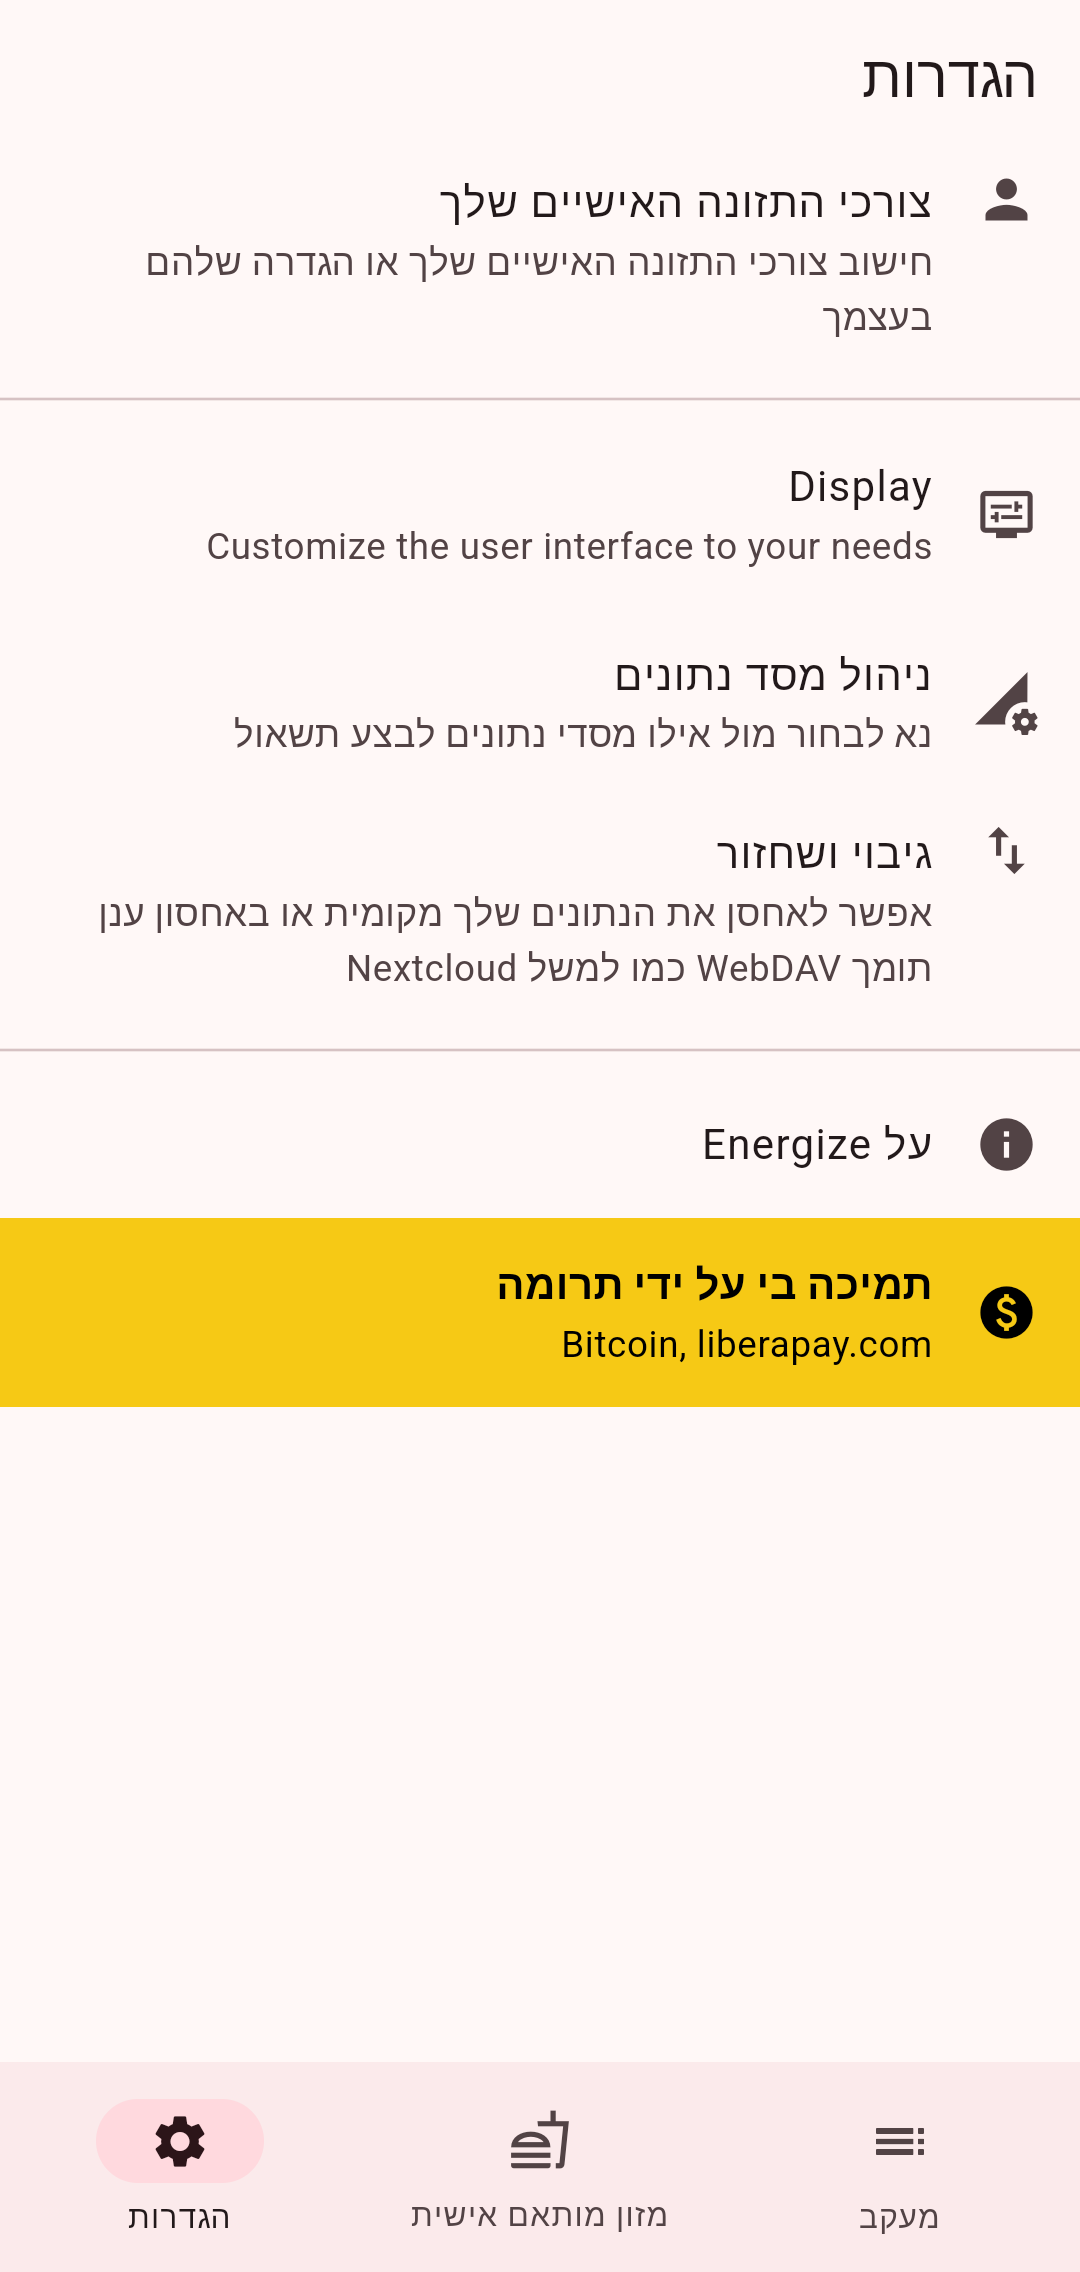 הגדרות
צורכי התזונה האישיים שלך
חישוב צורכי התזונה האישיים שלך או הגדרה שלהם
בעצמך
Display
Customize the user interface to your needs
ניהול מסד נתונים
נא לבחור מול אילו מסדי נתונים לבצע תשאול
גיבוי ושחזור
אפשר לאחסן את הנתונים שלך מקומית או באחסון ענן
תומך WebDAV כמו למשל Nextcloud
על Energize
תמיכה בי על ידי תרומה
Bitcoin, liberapay.com
מעקב
מזון מותאם אישית
הגדרות